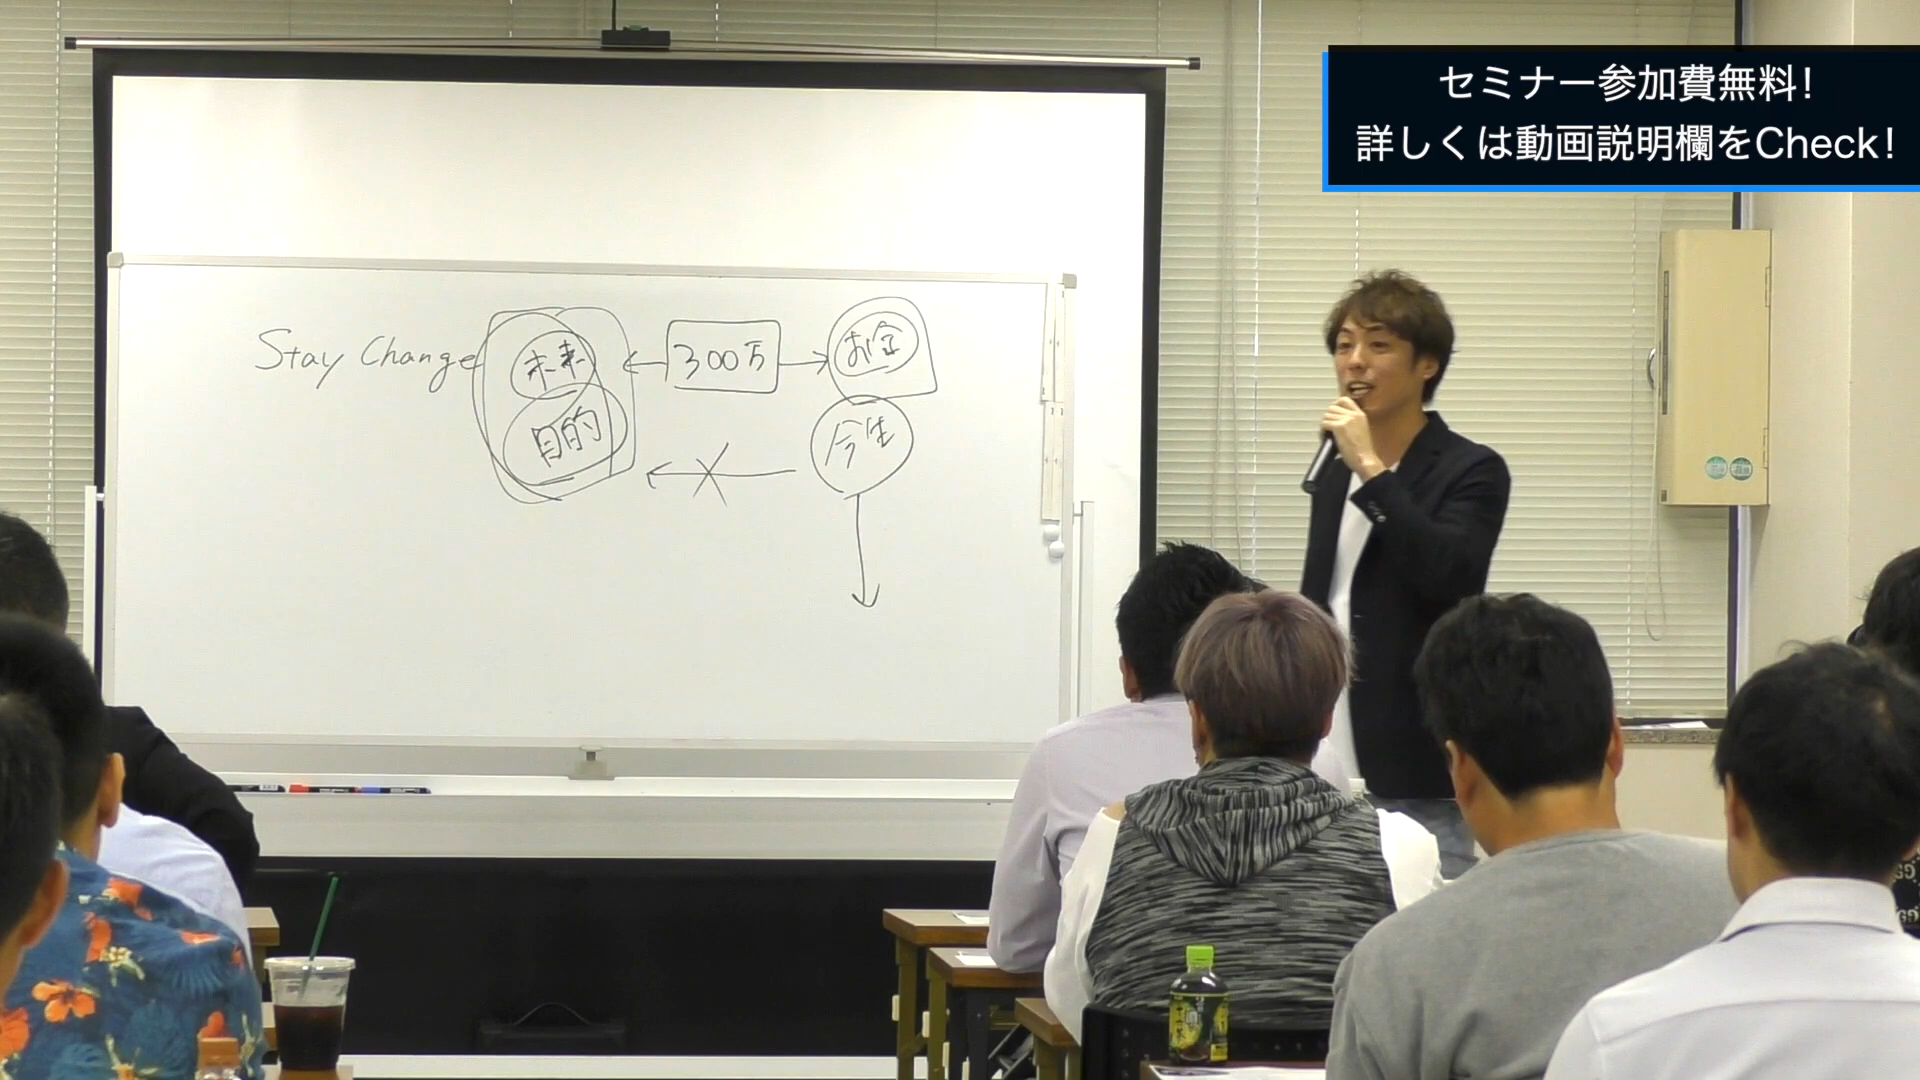 セミナー参加費無料!
詳しくは動画説明欄をCheck!
Stay Change 未来 300万 お金
目的 今生